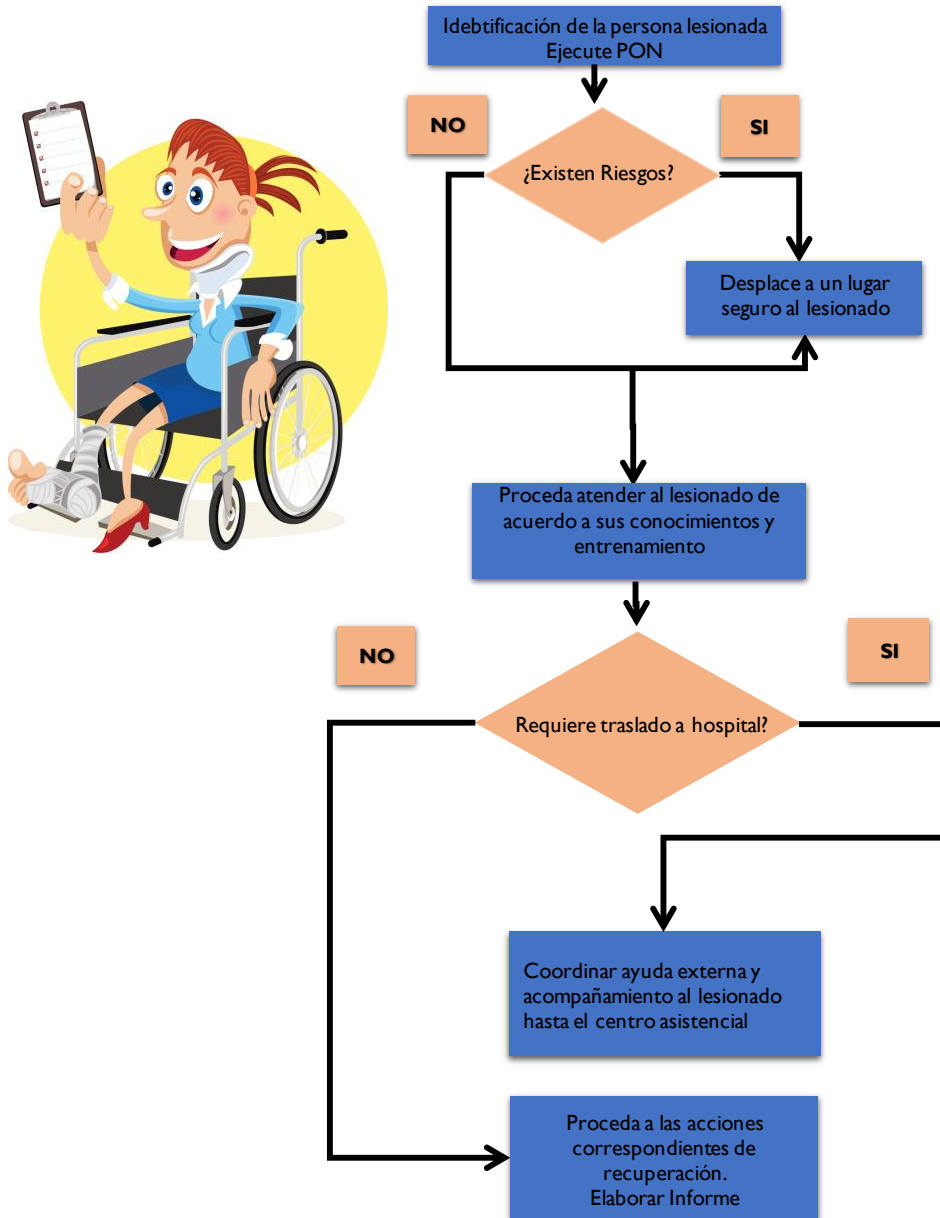 Idebtificación de la persona lesionada
Ejecute PON
NO
SI
¿Existen Riesgos?
Desplace a un lugar
seguro al lesionado
Proceda atender al lesionado de
acuerdo a sus conocimientos y
entrenamiento
NO
SI
Requiere traslado a hospital?
Coordinar ayuda externa y
acompañamiento al lesionado
hasta el centro asistencial
Proceda a las acciones
correspondientes de
recuperación.
Elaborar Informe